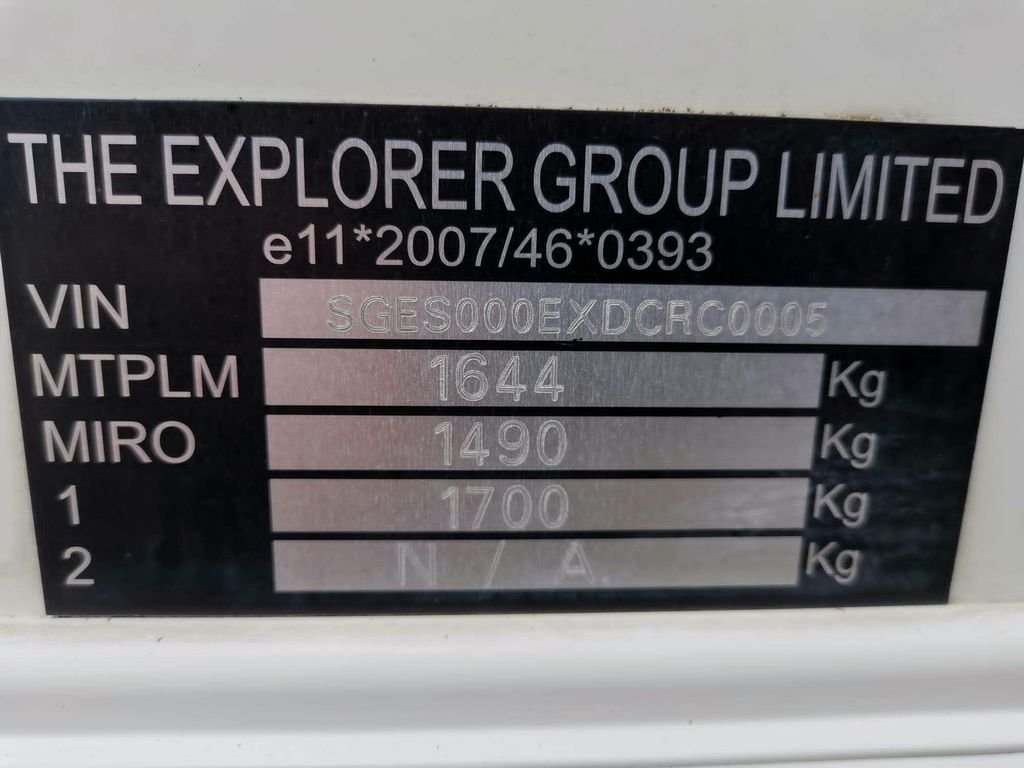 THE EXPLORER GROUP LIMITED
e11*2007/46*0393
VIN SGES000EXDCRC0005
MTPLM 1644 Kg
MIRO 1490 Kg
1 1700 Kg
2 N / A. Kg